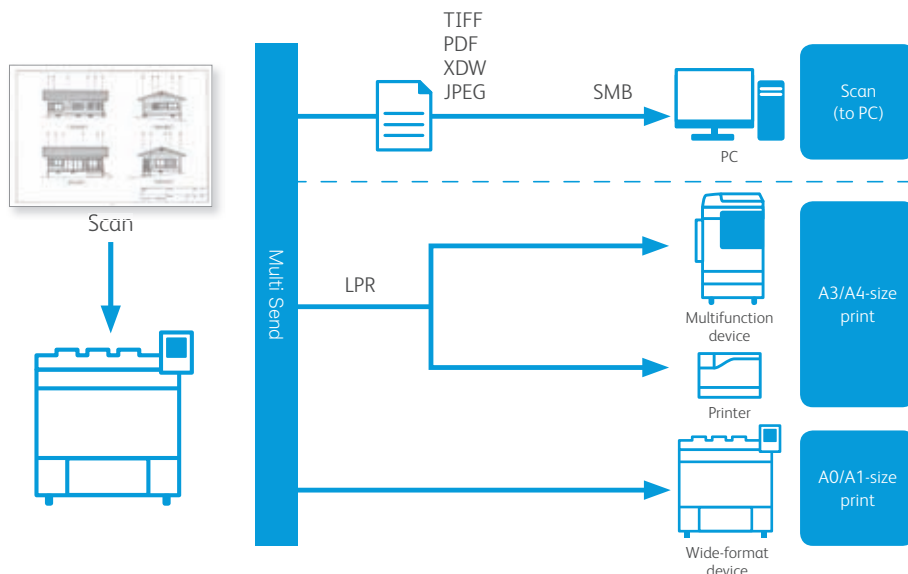 TIFF
PDF
XDW
JPEG
SMB
PC
Scan
(to PC)
Scan
Multi Send
LPR
Multifunction
device
Printer
A3/A4-size
print
Wide-format
device
A0/A1-size
print